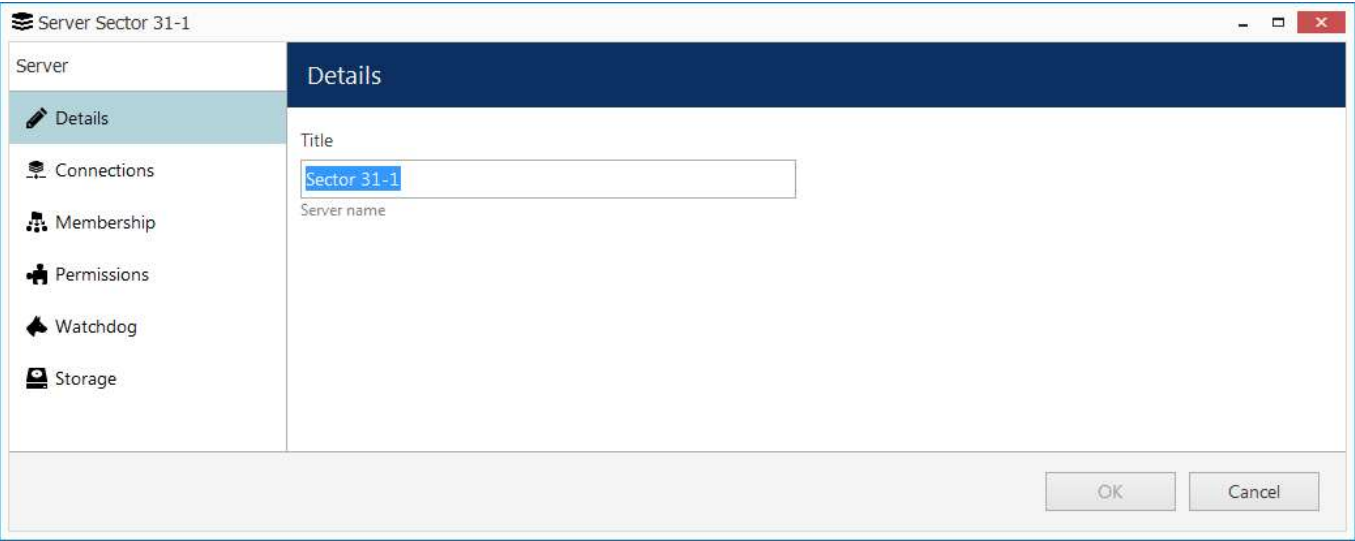 Server Sector 31-1
Server
Details
Connections
Membership
Permissions
Watchdog
Storage
Details
Title
Sector 31-1
Server name
OK
Cancel